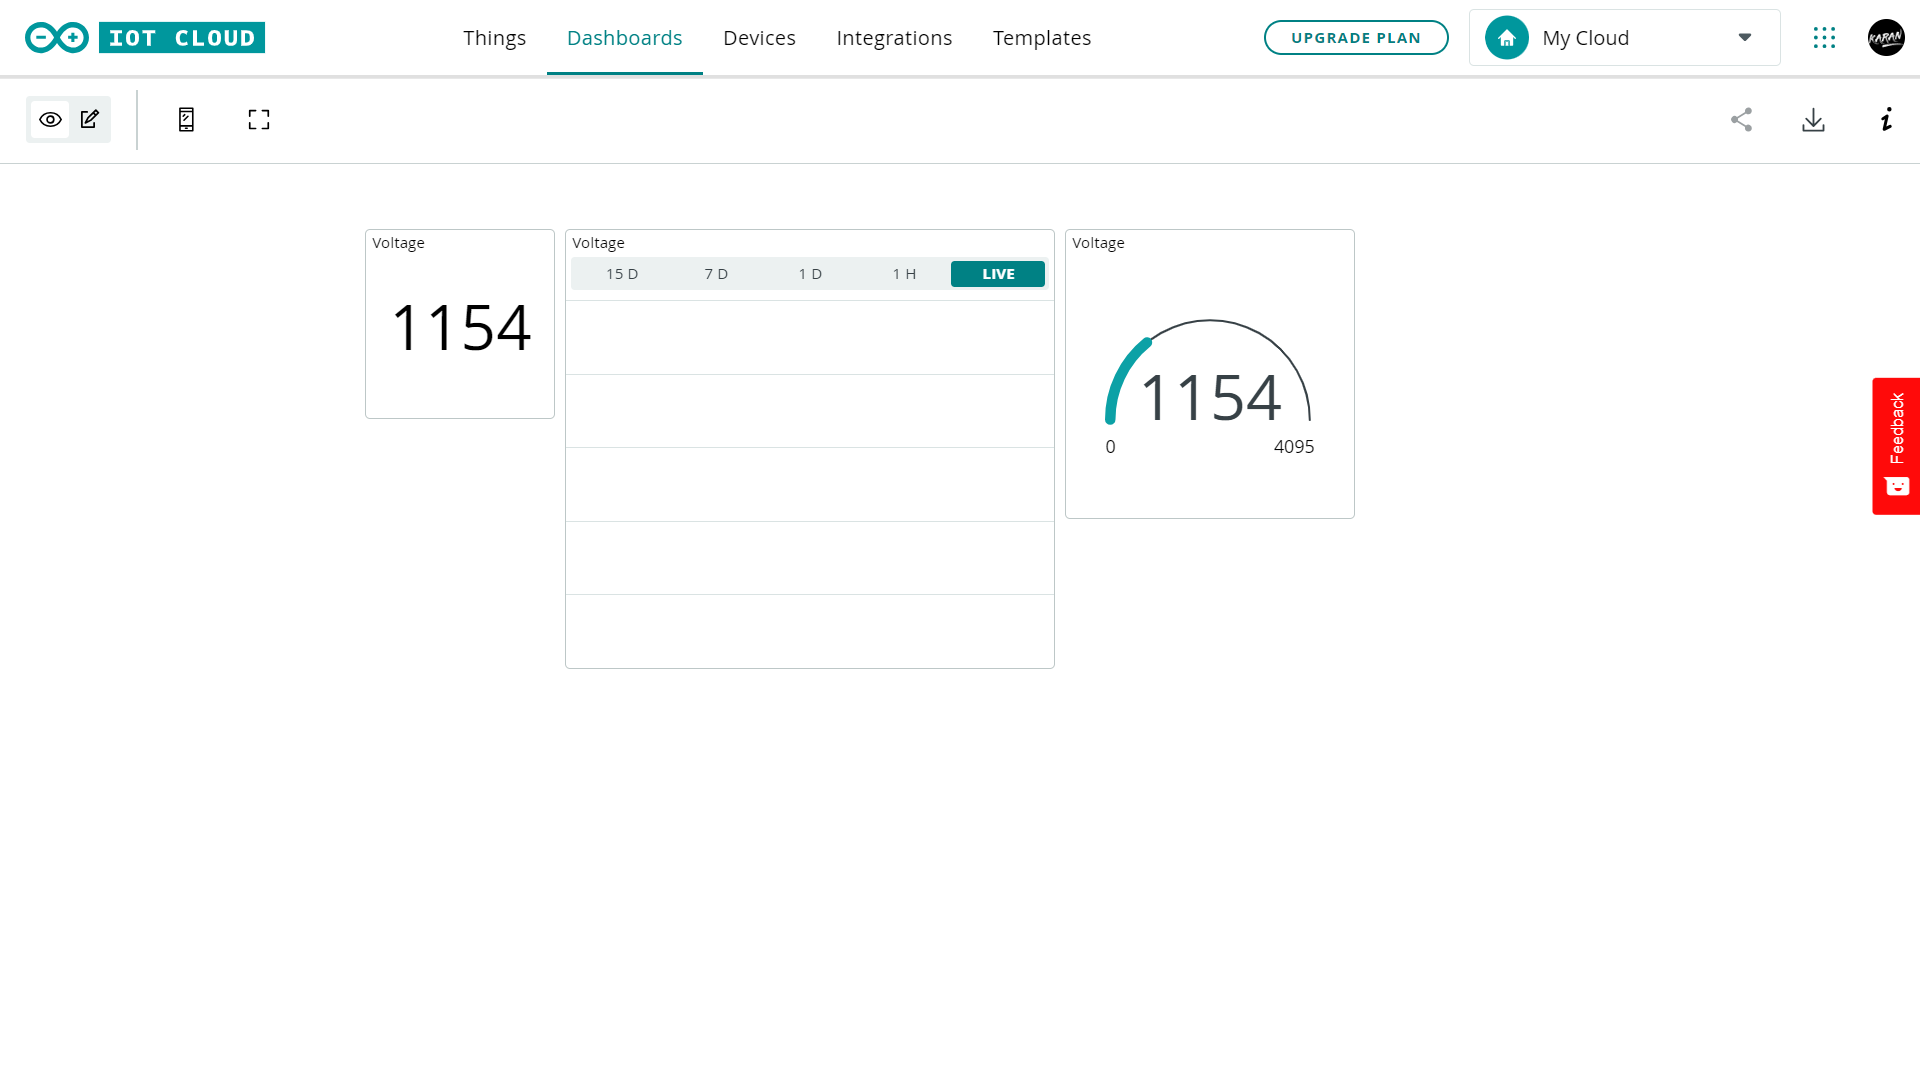 IOT CLOUD
Things
Dashboards
Devices
Integrations
Templates
UPGRADE PLAN
My Cloud
KARAN
Voltage
1154
Voltage
15 D
7 D
1 D
1 H
LIVE
Voltage
1154
0
4095
Feedback